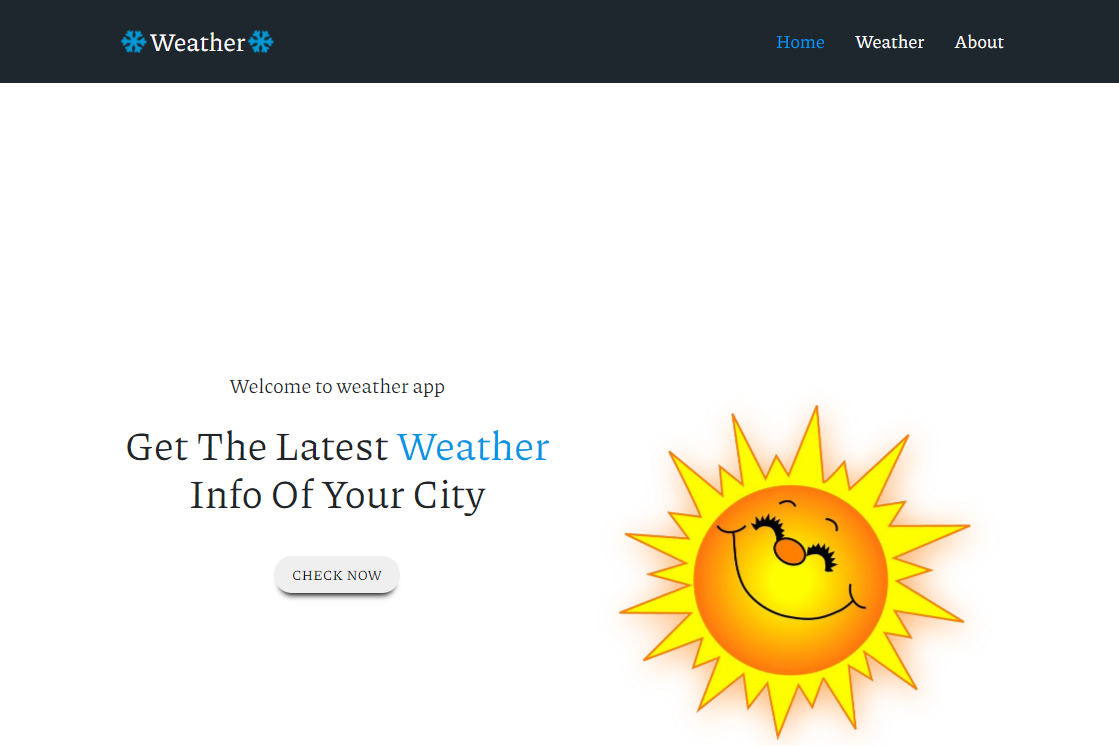 ❄Weather❄
Home Weather About
Welcome to weather app
Get The Latest Weather
Info Of Your City
CHECK NOW